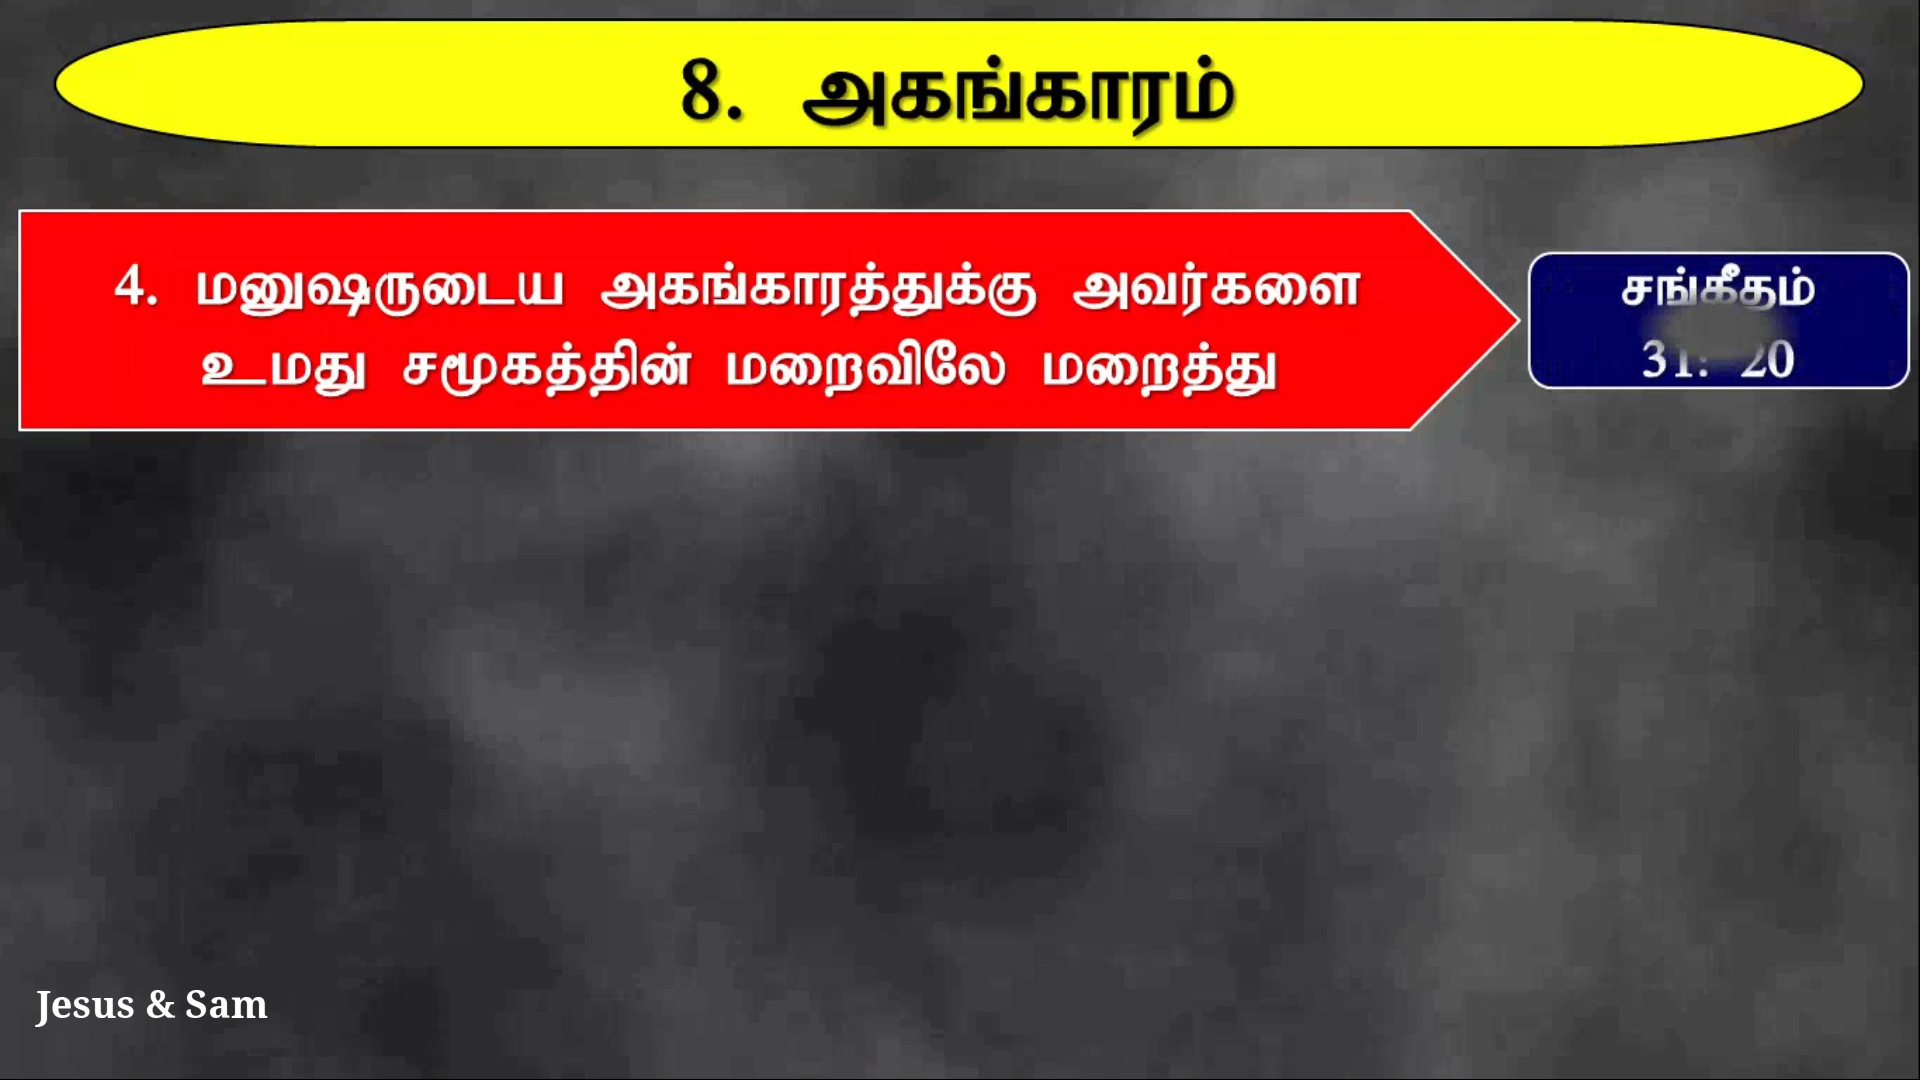 8. அகங்காரம்
4. மனுஷருடைய அகங்காரத்துக்கு அவர்களை
உமது சமூகத்தின் மறைவிலே மறைத்து
சங்கீதம்
31: 20
Jesus & Sam